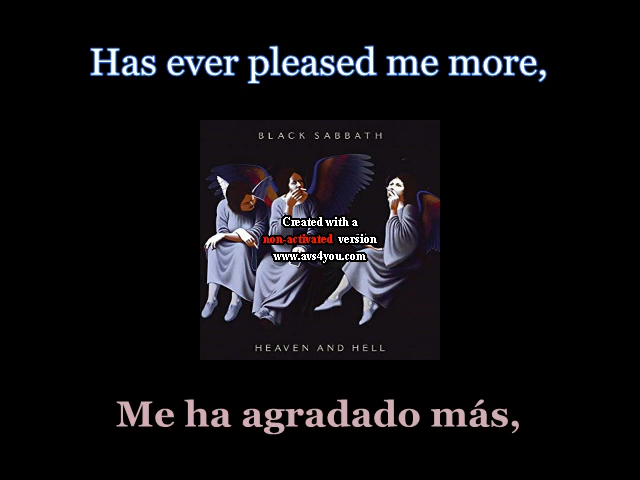 Has ever pleased me more,
BLACK SABBATH
Created with a
non-activated version
www.avs4you.com
HEAVEN AND HELL
Me ha agradado más,